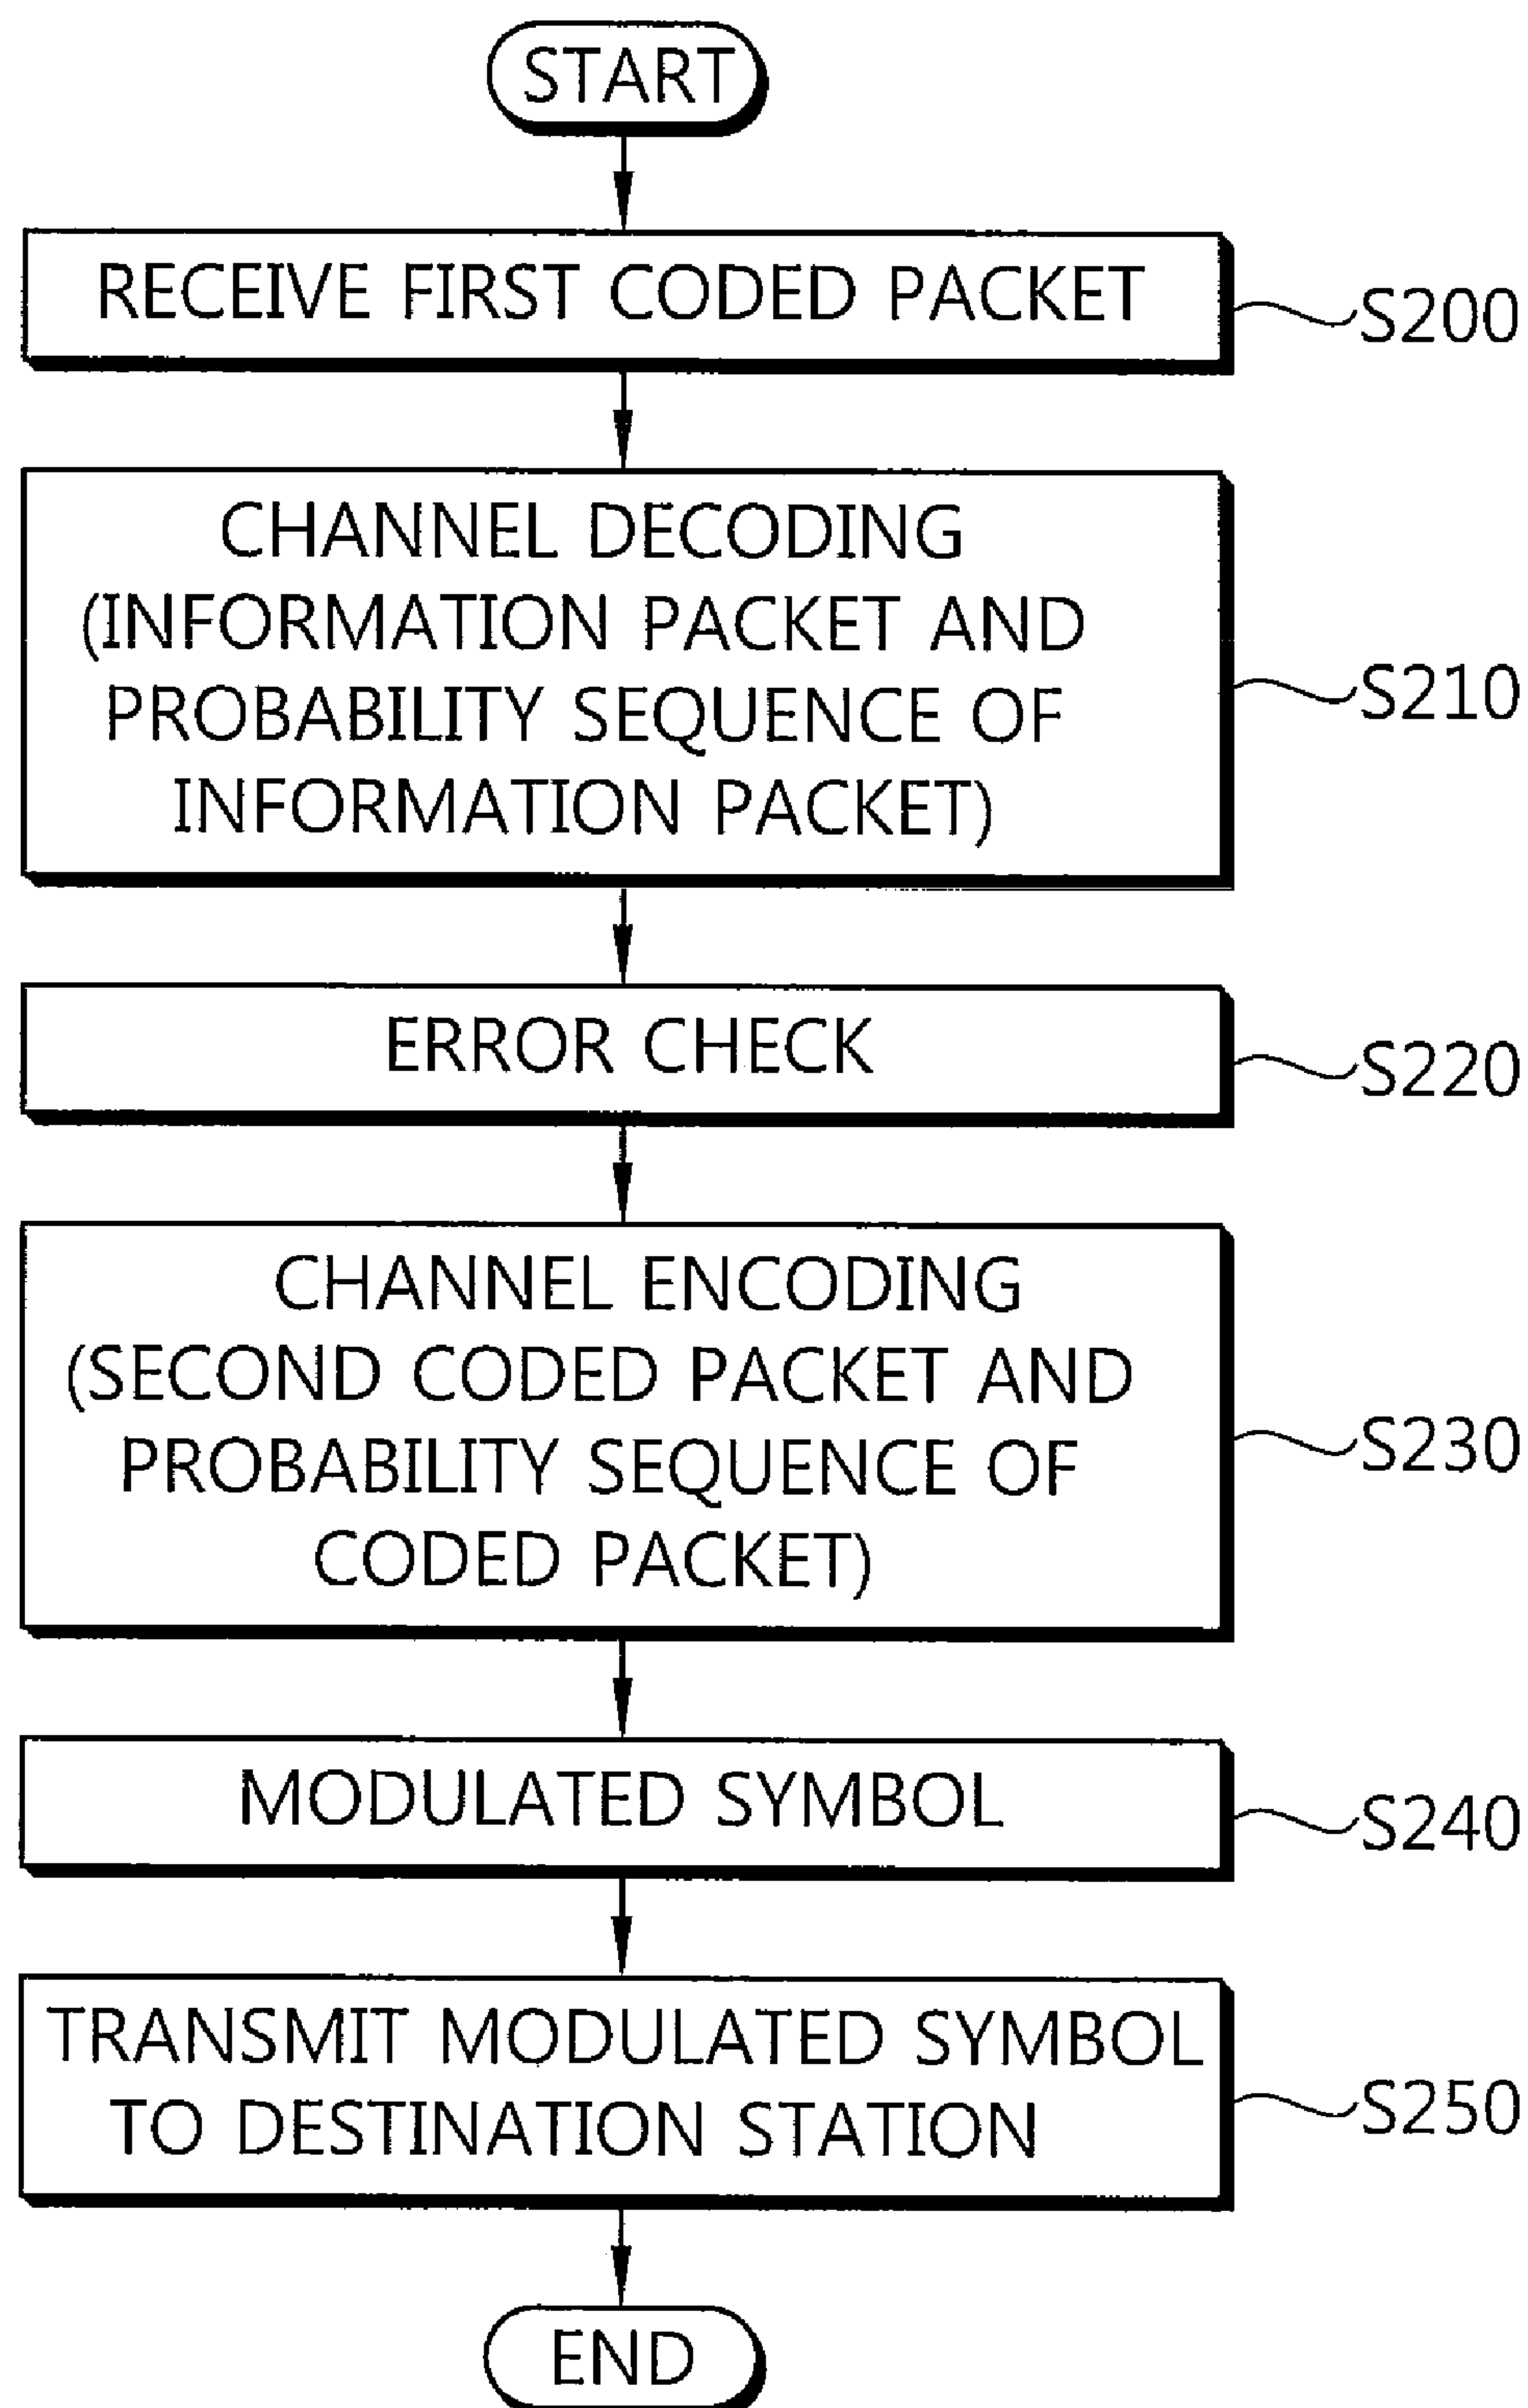 START
RECEIVE FIRST CODED PACKET
S200
CHANNEL DECODING
(INFORMATION PACKET AND
PROBABILITY SEQUENCE OF
INFORMATION PACKET)
S210
ERROR CHECK
S220
CHANNEL ENCODING
(SECOND CODED PACKET AND
PROBABILITY SEQUENCE OF
CODED PACKET)
S230
MODULATED SYMBOL
S240
TRANSMIT MODULATED SYMBOL
TO DESTINATION STATION
S250
END